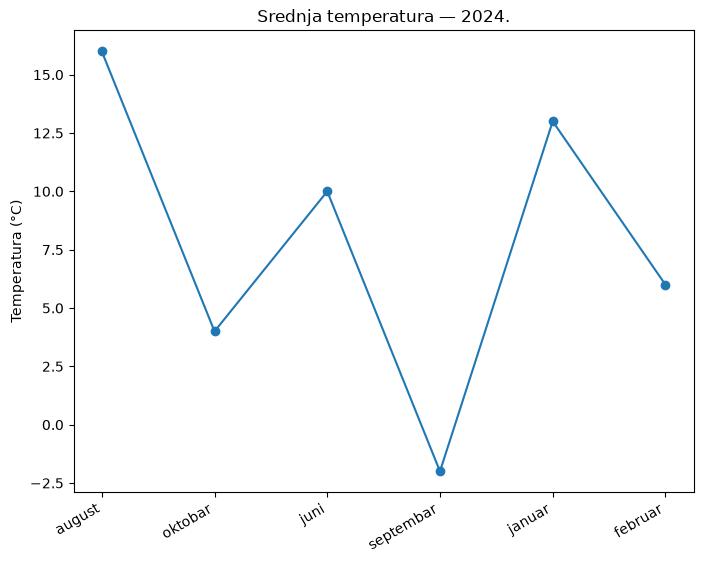 Srednja temperatura — 2024.
Temperatura (°C)
15.0
12.5
10.0
7.5
5.0
2.5
0.0
−2.5
august
oktobar
juni
septembar
januar
februar